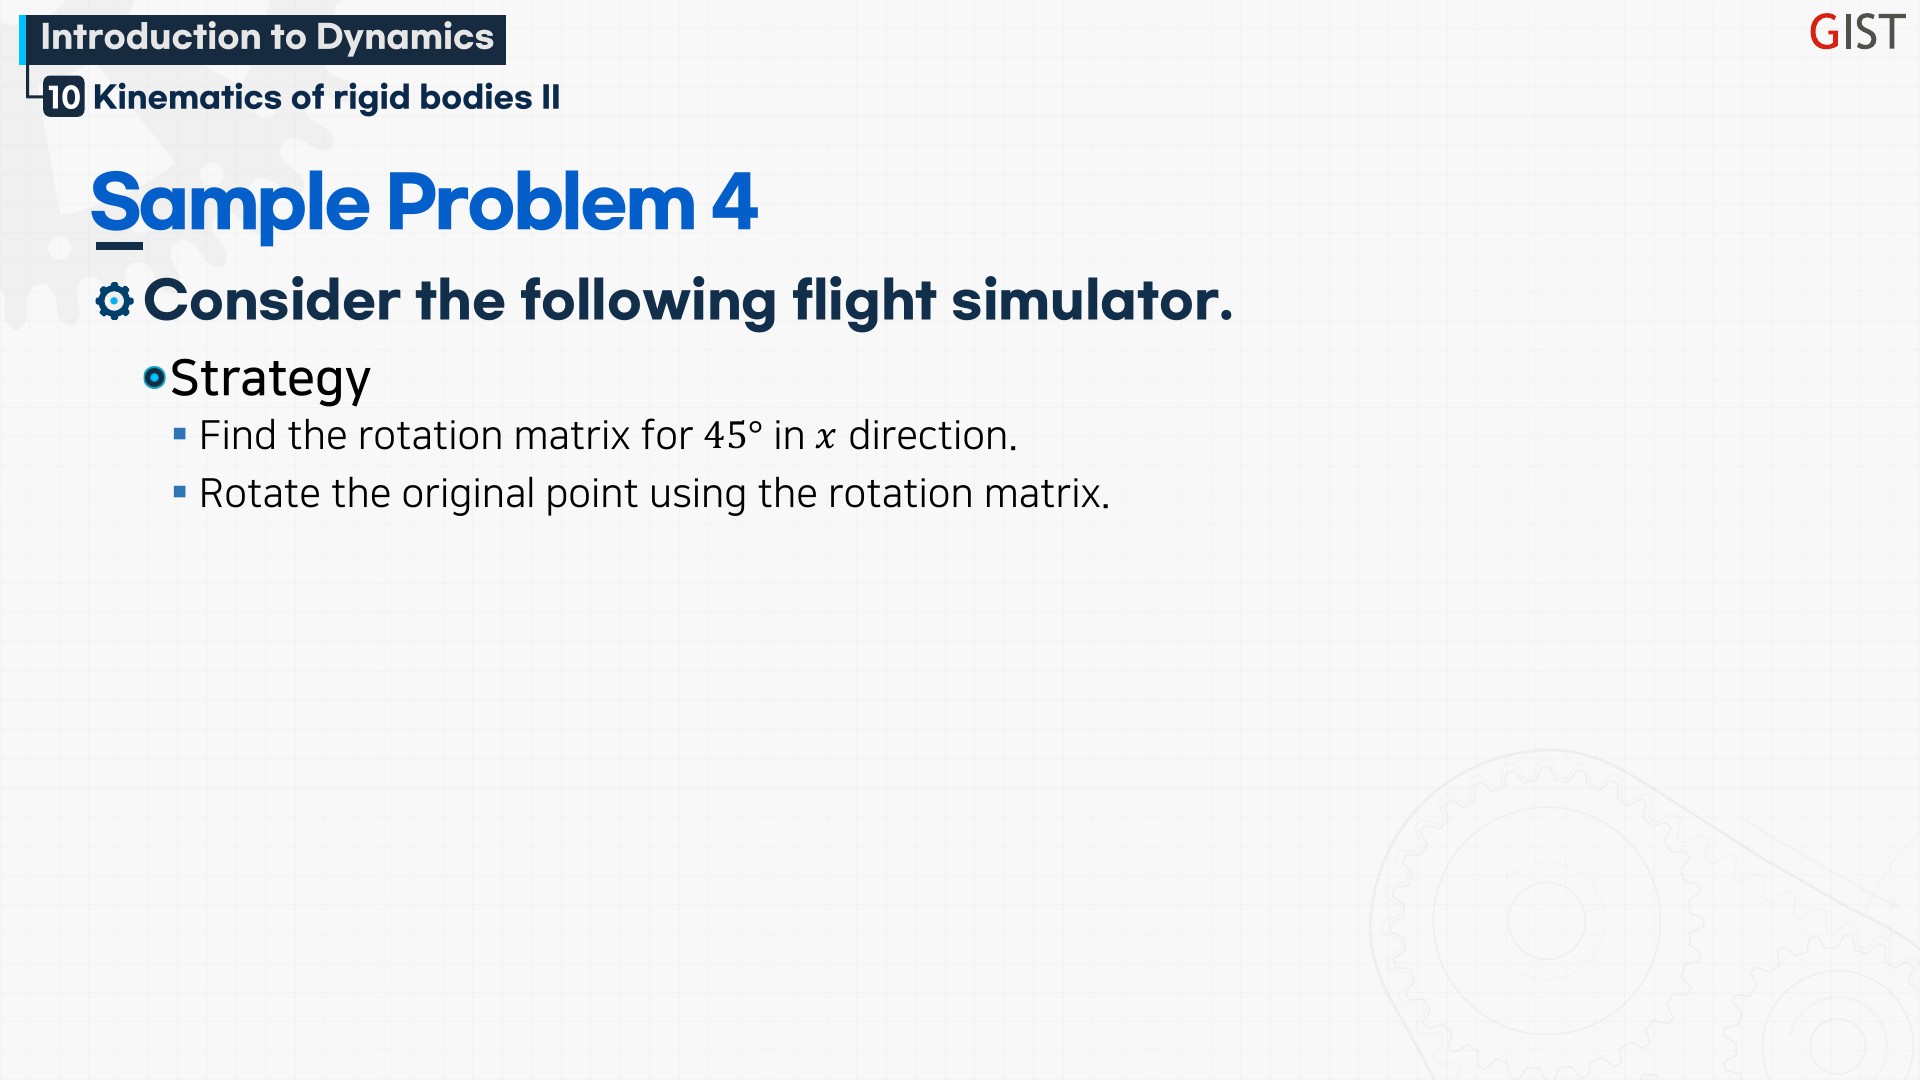 Introduction to Dynamics
GIST
10 Kinematics of rigid bodies II
Sample Problem 4
Consider the following flight simulator.
Strategy
Find the rotation matrix for 45° in x direction.
Rotate the original point using the rotation matrix.